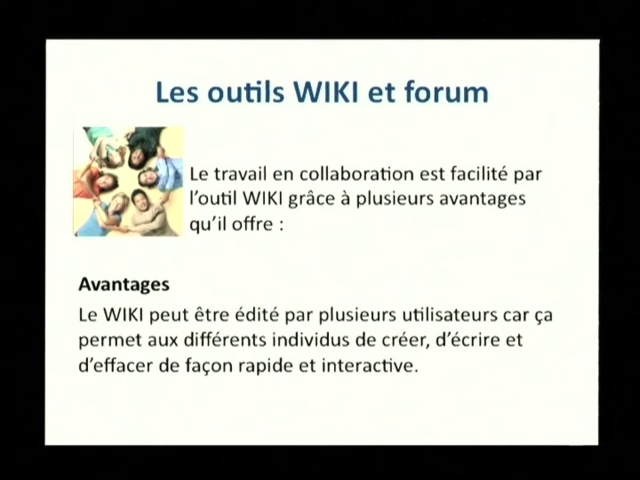 Les outils WIKI et forum
Le travail en collaboration est facilité par
l’outil WIKI grâce à plusieurs avantages
qu’il offre :
Avantages
Le WIKI peut être édité par plusieurs utilisateurs car ça
permet aux différents individus de créer, d’écrire et
d’effacer de façon rapide et interactive.